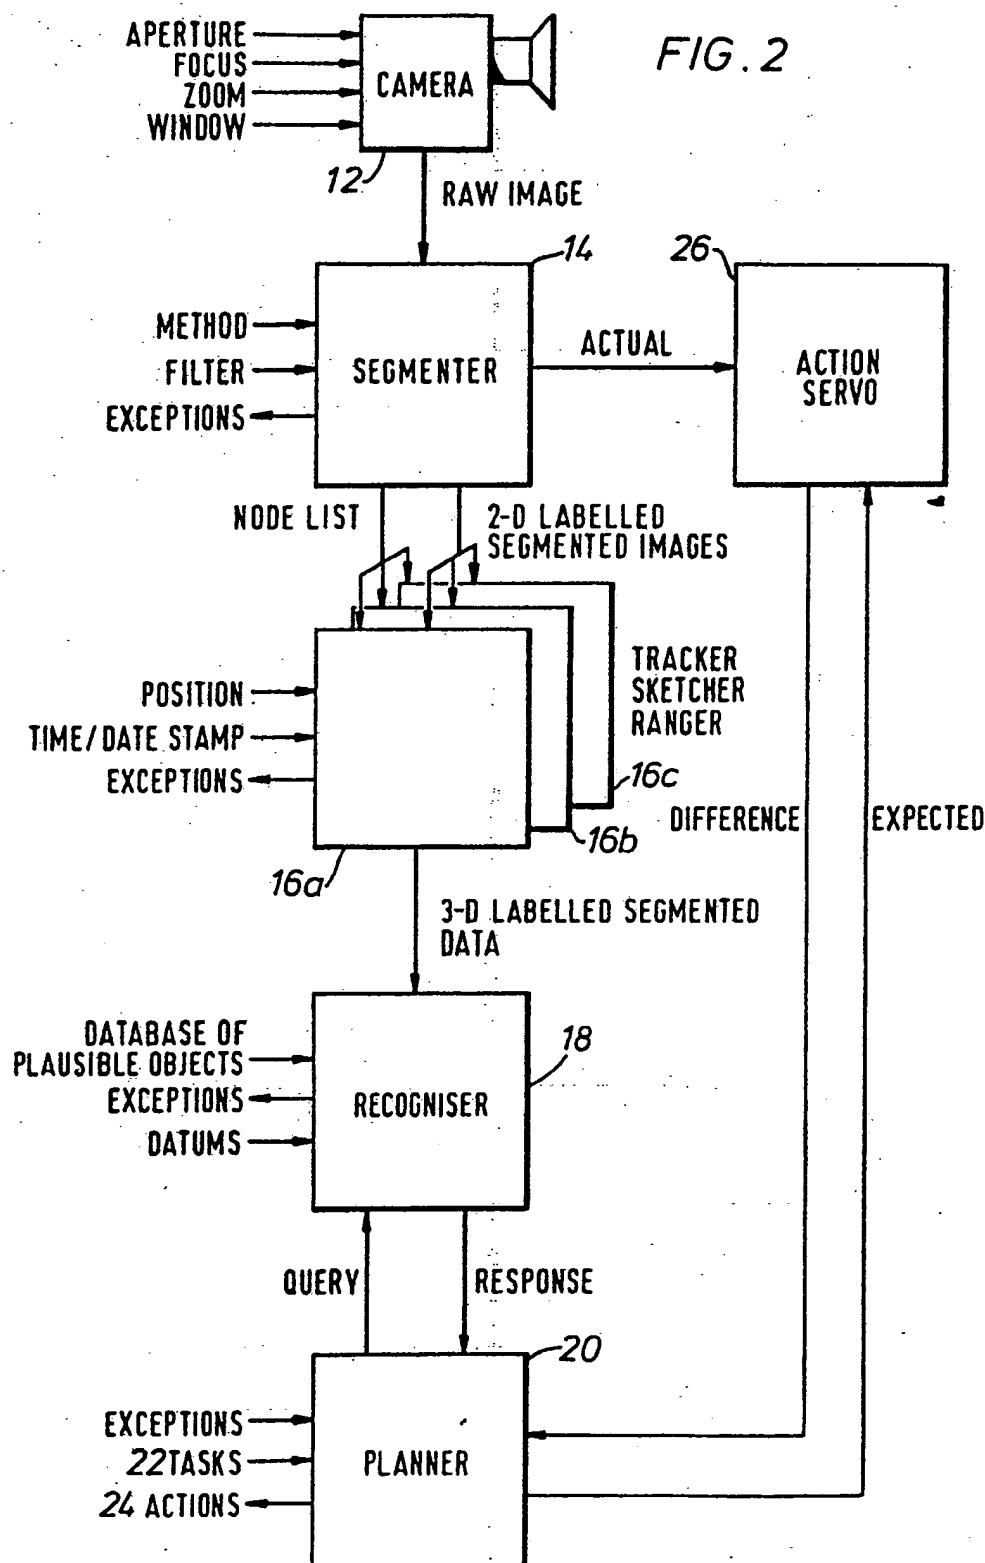 FIG. 2
APERTURE
FOCUS
ZOOM
WINDOW
CAMERA
12
RAW IMAGE
14
26
METHOD
FILTER
EXCEPTIONS
SEGMENTER
ACTUAL
ACTION
SERVO
NODE LIST
2-D LABELLED
SEGMENTED IMAGES
TRACKER
SKETCHER
RANGER
POSITION
TIME/DATE STAMP
EXCEPTIONS
16c
16b
16a
DIFFERENCE
EXPECTED
3-D LABELLED SEGMENTED
DATA
DATABASE OF
PLAUSIBLE OBJECTS
EXCEPTIONS
DATUMS
RECOGNISER
18
QUERY
RESPONSE
20
EXCEPTIONS
22 TASKS
24 ACTIONS
PLANNER